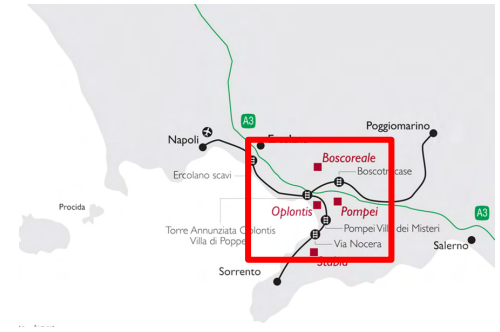 A3
Poggiomarino
Napoli
Boscoreale
Ercolano scavi
Procida
Oplontis
Pompei
A3
Torre Annunziata Oplontis
Villa di Poppea
Pompei Villa dei Misteri
Via Nocera
Salerno
Stabia
Sorrento